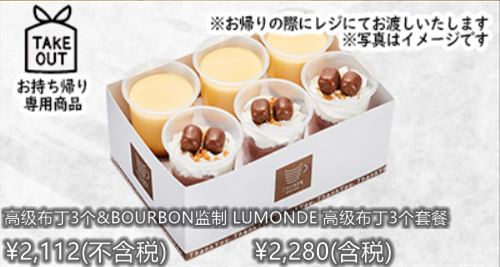 TAKE
OUT
お持ち帰り
専用商品
※お帰りの際にレジにてお渡しいたします
※写真はイメージです
高级布丁3个&BOURBON监制 LUMONDE 高级布丁3个套餐
¥2,112(不含税)
¥2,280(含税)